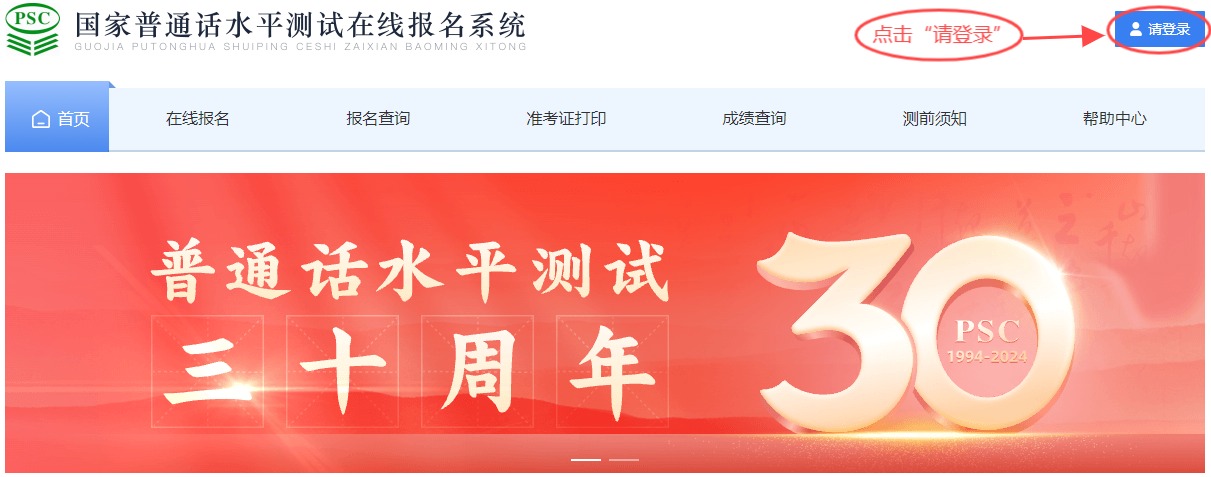 PSC
国家普通话水平测试在线报名系统
GUOJIA PUTONGHUA SHUIPING CESHI ZAIXIAN BAOMING XITONG
点击“请登录”
请登录
首页
在线报名
报名查询
准考证打印
成绩查询
测前须知
帮助中心
普通话水平测试
三十周年
30
PSC
1994-2024